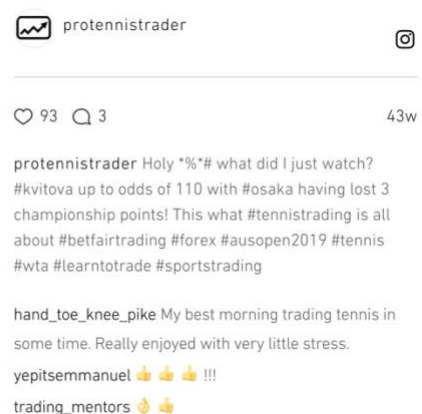 protennistrader
93 3 43w
protennistrader Holy *%*# what did I just watch?
#kvitova up to odds of 110 with #osaka having lost 3
championship points! This what #tennistrading is all
about #betfairtrading #forex #ausopen2019 #tennis
#wta #learntotrade #sportstrading
hand_toe_knee_pike My best morning trading tennis in
some time. Really enjoyed with very little stress.
yepitsemmanuel 👍 👍 👍 !!!
trading_mentors 👌 👍